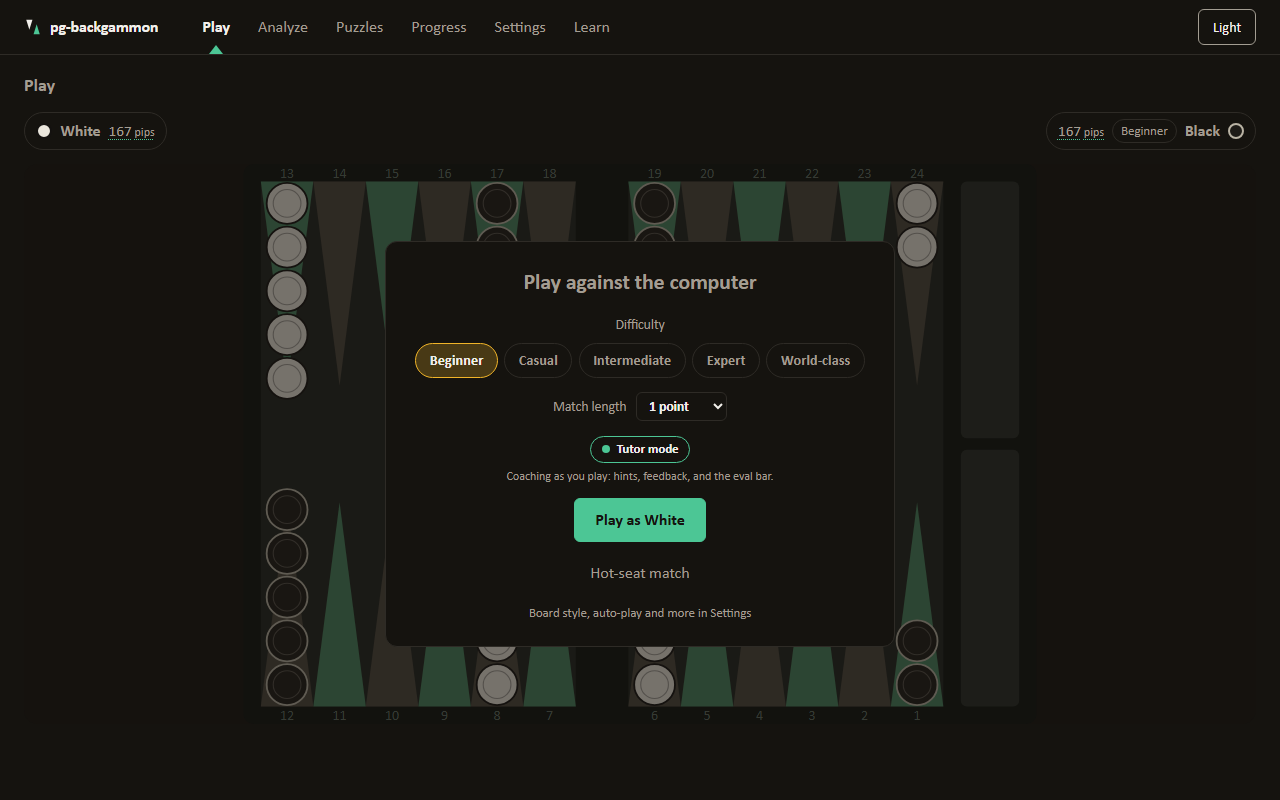 pg-backgammon Play Analyze Puzzles Progress Settings Learn Light
Play
White 167 pips 167 pips Beginner Black
13 14 15 16 17 18 19 20 21 22 23 24
Play against the computer
Difficulty
Beginner Casual Intermediate Expert World-class
Match length 1 point
Tutor mode
Coaching as you play: hints, feedback, and the eval bar.
Play as White
Hot-seat match
Board style, auto-play and more in Settings
12 11 10 9 8 7 6 5 4 3 2 1